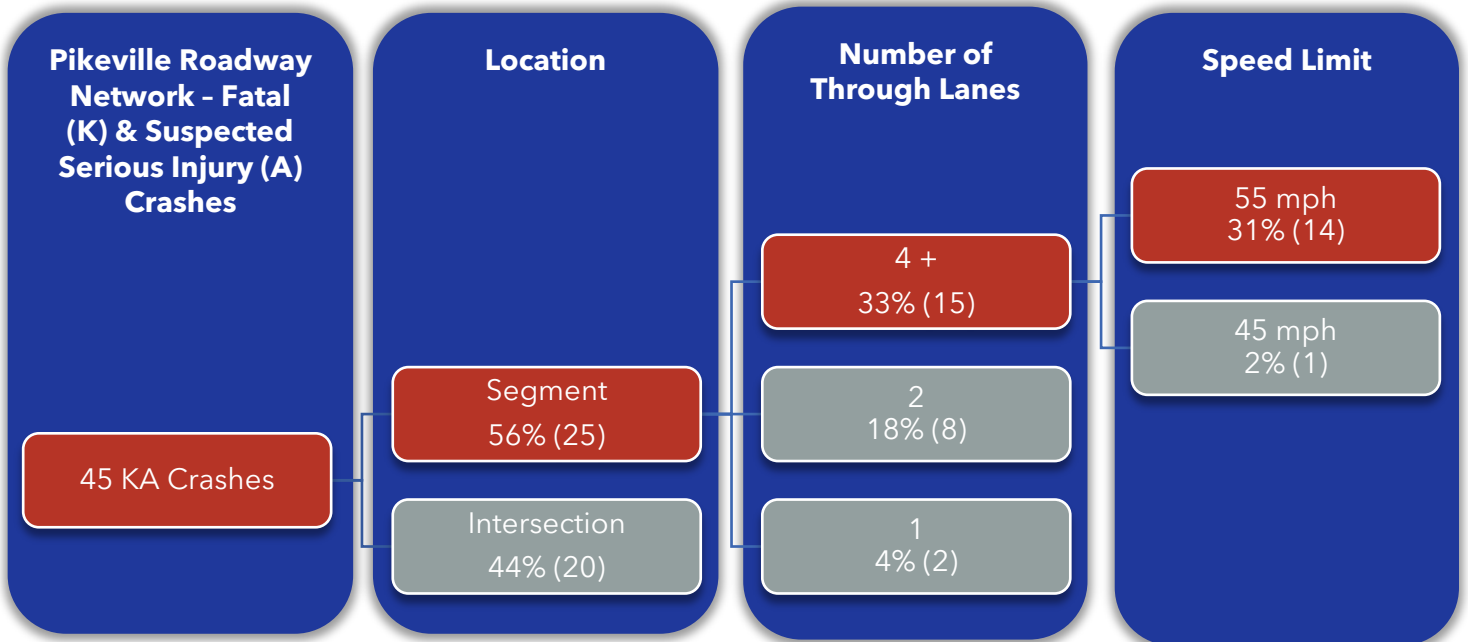 Pikeville Roadway
Network – Fatal
(K) & Suspected
Serious Injury (A)
Crashes
45 KA Crashes
Location
Segment
56% (25)
Intersection
44% (20)
Number of
Through Lanes
4 +
33% (15)
2
18% (8)
1
4% (2)
Speed Limit
55 mph
31% (14)
45 mph
2% (1)